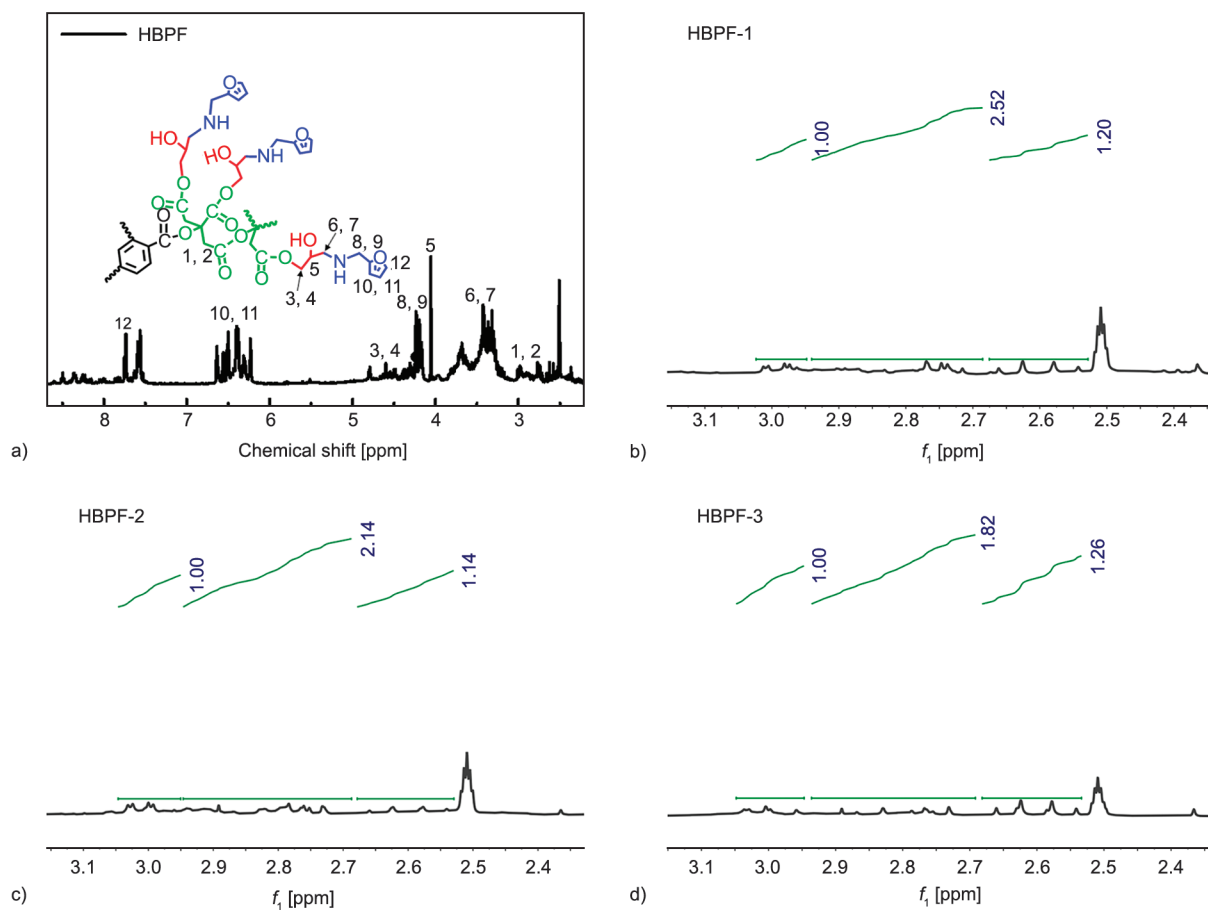 HBPF
O
N
H
HO
O
O
HO
N
H
O
O
O
O
O
O
O
O
O
O
O
O
OH
O
O
N
H
O
1, 2
3, 4
5
6, 7
8, 9
12
10, 11
12
10, 11
3, 4
8, 9
5
6, 7
1, 2
8 7 6 5 4 3
Chemical shift [ppm]
a)
HBPF-1
1.00
2.52
1.20
3.1 3.0 2.9 2.8 2.7 2.6 2.5 2.4
f1 [ppm]
b)
HBPF-2
1.00
2.14
1.14
3.1 3.0 2.9 2.8 2.7 2.6 2.5 2.4
f1 [ppm]
c)
HBPF-3
1.00
1.82
1.26
3.1 3.0 2.9 2.8 2.7 2.6 2.5 2.4
f1 [ppm]
d)